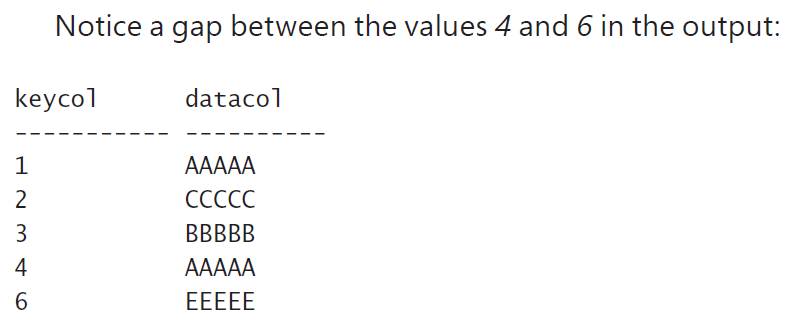 Notice a gap between the values 4 and 6 in the output:
keycol datacol
----------- ----------
1 AAAAA
2 CCCCC
3 BBBBB
4 AAAAA
6 EEEEE